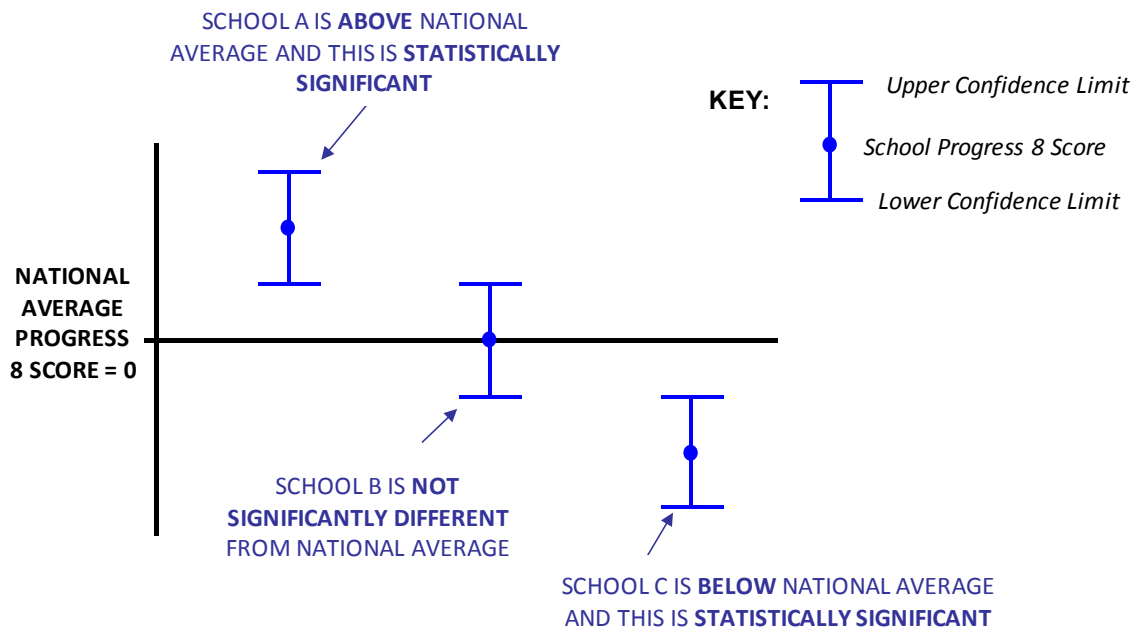 SCHOOL A IS ABOVE NATIONAL
AVERAGE AND THIS IS STATISTICALLY
SIGNIFICANT
KEY:
Upper Confidence Limit
School Progress 8 Score
Lower Confidence Limit
NATIONAL
AVERAGE
PROGRESS
8 SCORE = 0
SCHOOL B IS NOT
SIGNIFICANTLY DIFFERENT
FROM NATIONAL AVERAGE
SCHOOL C IS BELOW NATIONAL AVERAGE
AND THIS IS STATISTICALLY SIGNIFICANT